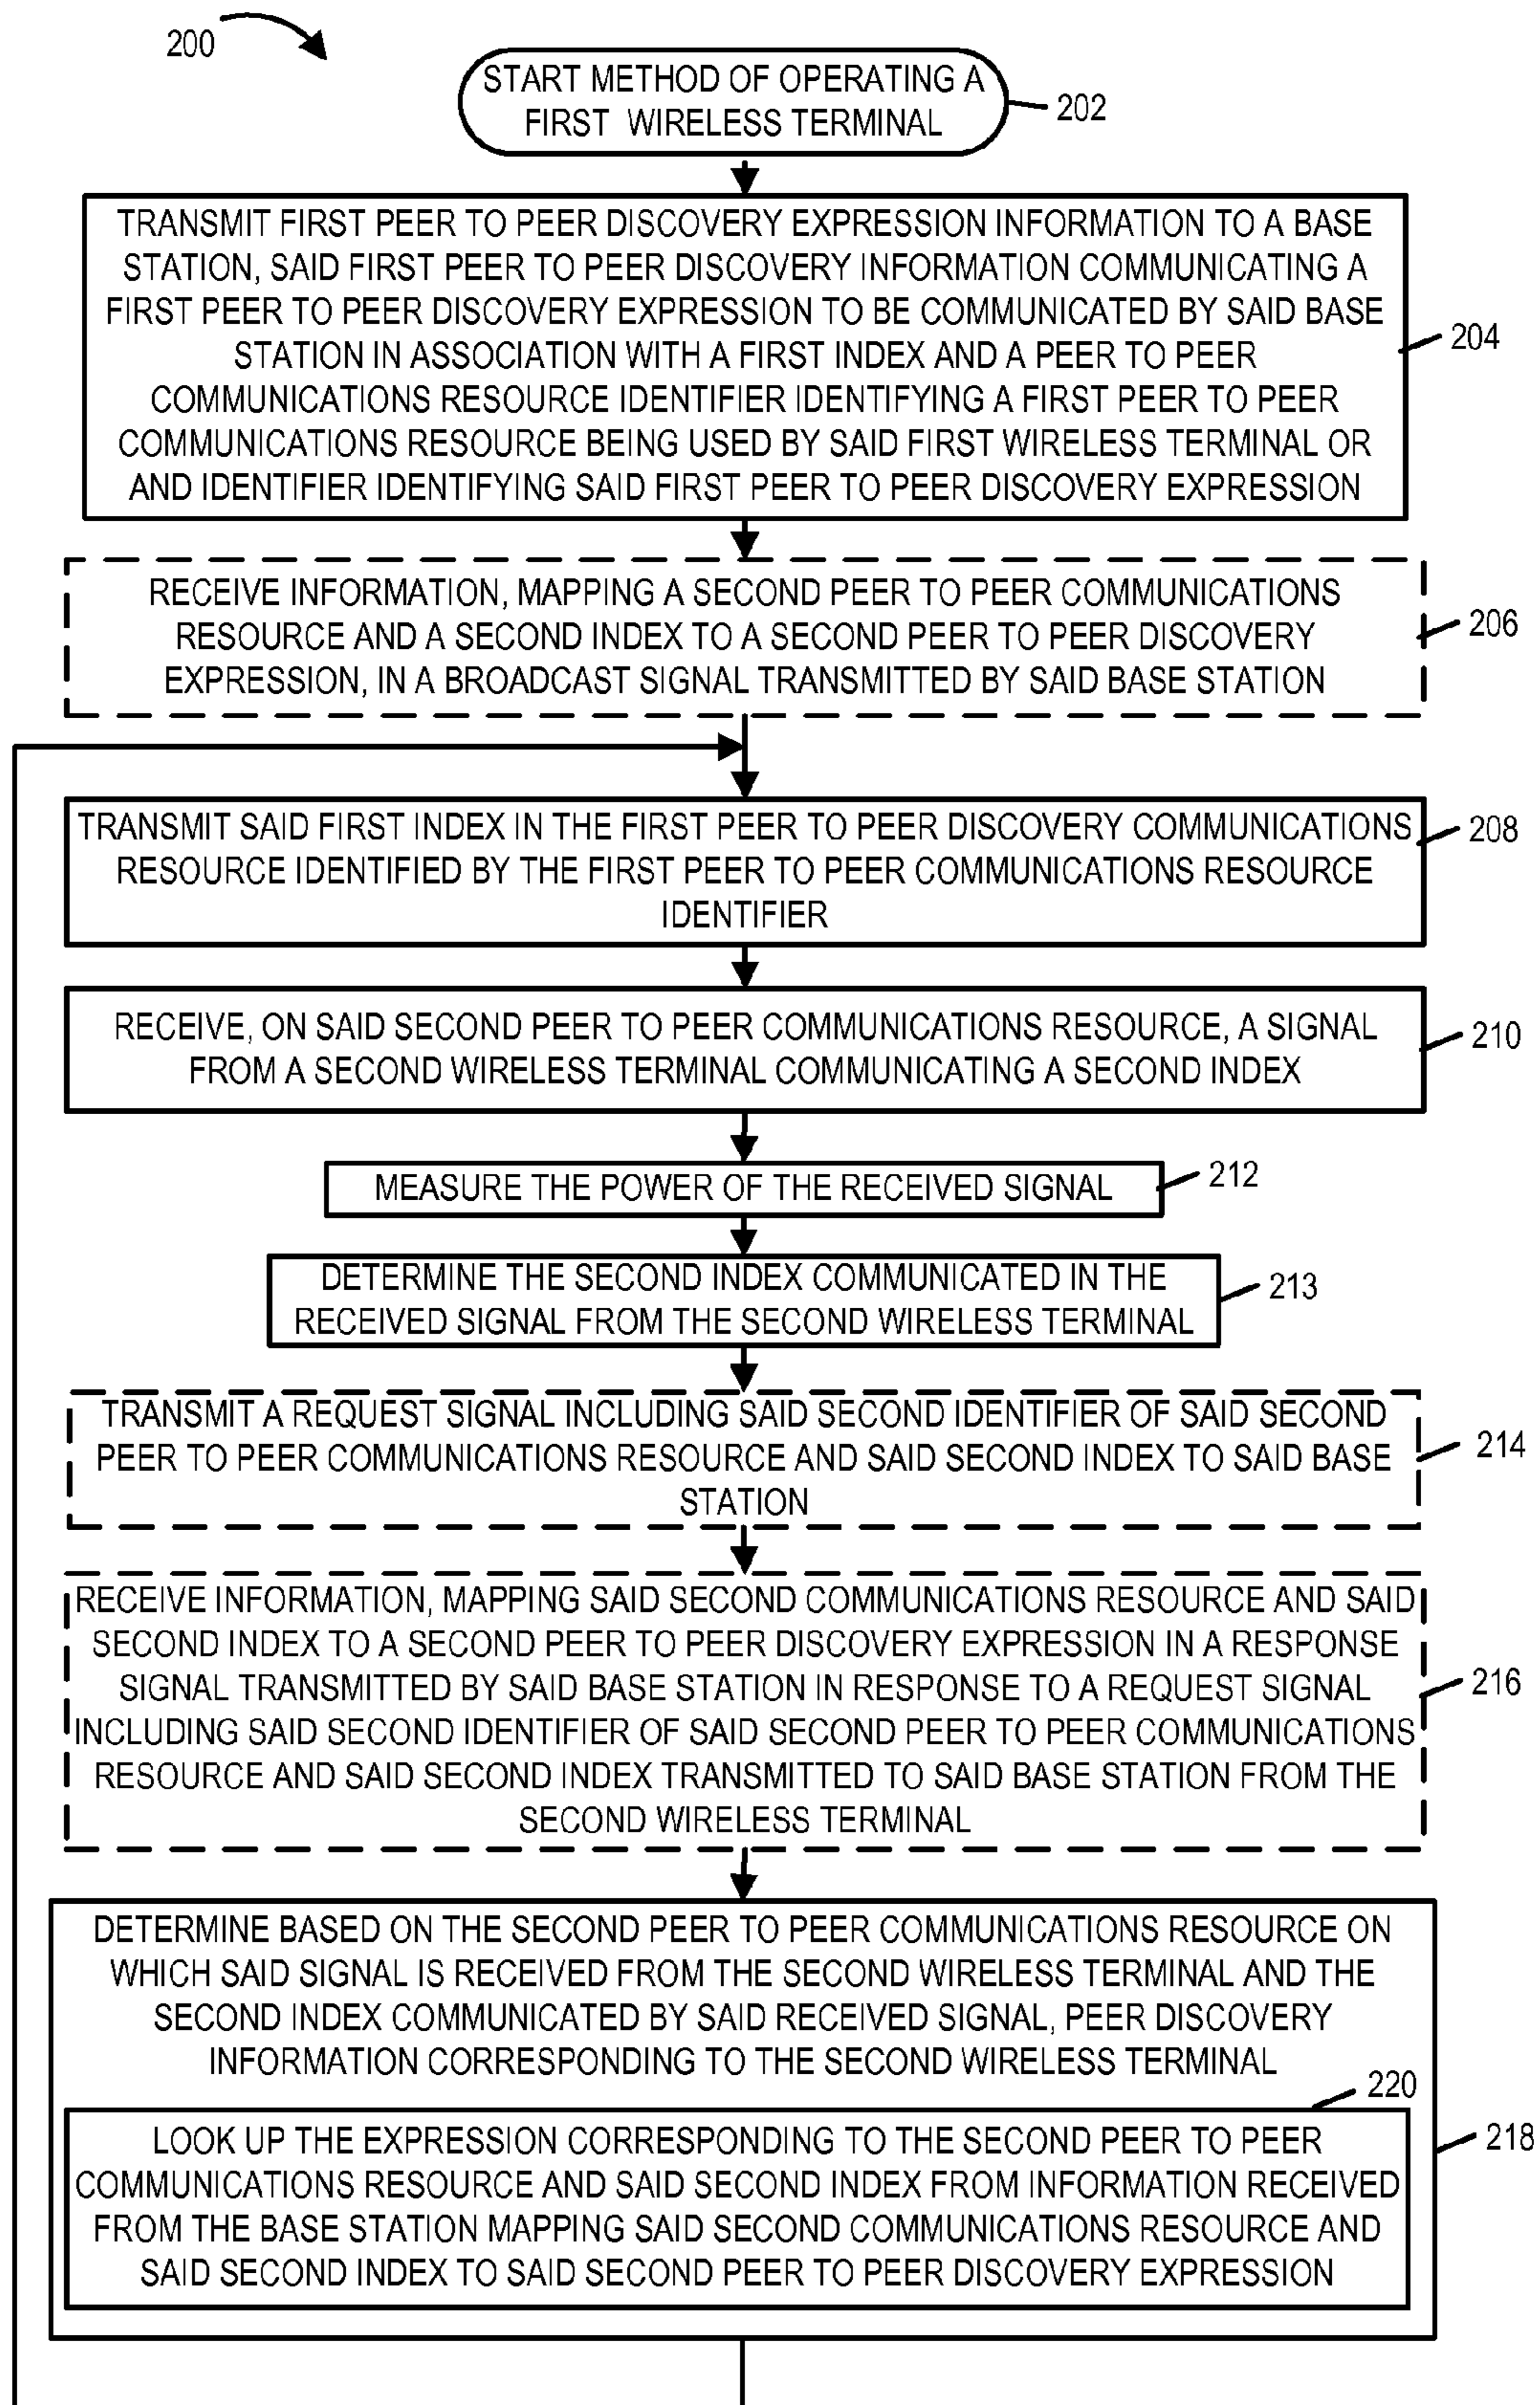 200
START METHOD OF OPERATING A
FIRST WIRELESS TERMINAL
202
TRANSMIT FIRST PEER TO PEER DISCOVERY EXPRESSION INFORMATION TO A BASE
STATION, SAID FIRST PEER TO PEER DISCOVERY INFORMATION COMMUNICATING A
FIRST PEER TO PEER DISCOVERY EXPRESSION TO BE COMMUNICATED BY SAID BASE
STATION IN ASSOCIATION WITH A FIRST INDEX AND A PEER TO PEER
COMMUNICATIONS RESOURCE IDENTIFIER IDENTIFYING A FIRST PEER TO PEER
COMMUNICATIONS RESOURCE BEING USED BY SAID FIRST WIRELESS TERMINAL OR
AND IDENTIFIER IDENTIFYING SAID FIRST PEER TO PEER DISCOVERY EXPRESSION
204
RECEIVE INFORMATION, MAPPING A SECOND PEER TO PEER COMMUNICATIONS
RESOURCE AND A SECOND INDEX TO A SECOND PEER TO PEER DISCOVERY
EXPRESSION, IN A BROADCAST SIGNAL TRANSMITTED BY SAID BASE STATION
206
TRANSMIT SAID FIRST INDEX IN THE FIRST PEER TO PEER DISCOVERY COMMUNICATIONS
RESOURCE IDENTIFIED BY THE FIRST PEER TO PEER COMMUNICATIONS RESOURCE
IDENTIFIER
208
RECEIVE, ON SAID SECOND PEER TO PEER COMMUNICATIONS RESOURCE, A SIGNAL
FROM A SECOND WIRELESS TERMINAL COMMUNICATING A SECOND INDEX
210
MEASURE THE POWER OF THE RECEIVED SIGNAL
212
DETERMINE THE SECOND INDEX COMMUNICATED IN THE
RECEIVED SIGNAL FROM THE SECOND WIRELESS TERMINAL
213
TRANSMIT A REQUEST SIGNAL INCLUDING SAID SECOND IDENTIFIER OF SAID SECOND
PEER TO PEER COMMUNICATIONS RESOURCE AND SAID SECOND INDEX TO SAID BASE
STATION
214
RECEIVE INFORMATION, MAPPING SAID SECOND COMMUNICATIONS RESOURCE AND SAID
SECOND INDEX TO A SECOND PEER TO PEER DISCOVERY EXPRESSION IN A RESPONSE
SIGNAL TRANSMITTED BY SAID BASE STATION IN RESPONSE TO A REQUEST SIGNAL
INCLUDING SAID SECOND IDENTIFIER OF SAID SECOND PEER TO PEER COMMUNICATIONS
RESOURCE AND SAID SECOND INDEX TRANSMITTED TO SAID BASE STATION FROM THE
SECOND WIRELESS TERMINAL
216
DETERMINE BASED ON THE SECOND PEER TO PEER COMMUNICATIONS RESOURCE ON
WHICH SAID SIGNAL IS RECEIVED FROM THE SECOND WIRELESS TERMINAL AND THE
SECOND INDEX COMMUNICATED BY SAID RECEIVED SIGNAL, PEER DISCOVERY
INFORMATION CORRESPONDING TO THE SECOND WIRELESS TERMINAL
220
LOOK UP THE EXPRESSION CORRESPONDING TO THE SECOND PEER TO PEER
COMMUNICATIONS RESOURCE AND SAID SECOND INDEX FROM INFORMATION RECEIVED
FROM THE BASE STATION MAPPING SAID SECOND COMMUNICATIONS RESOURCE AND
SAID SECOND INDEX TO SAID SECOND PEER TO PEER DISCOVERY EXPRESSION
218